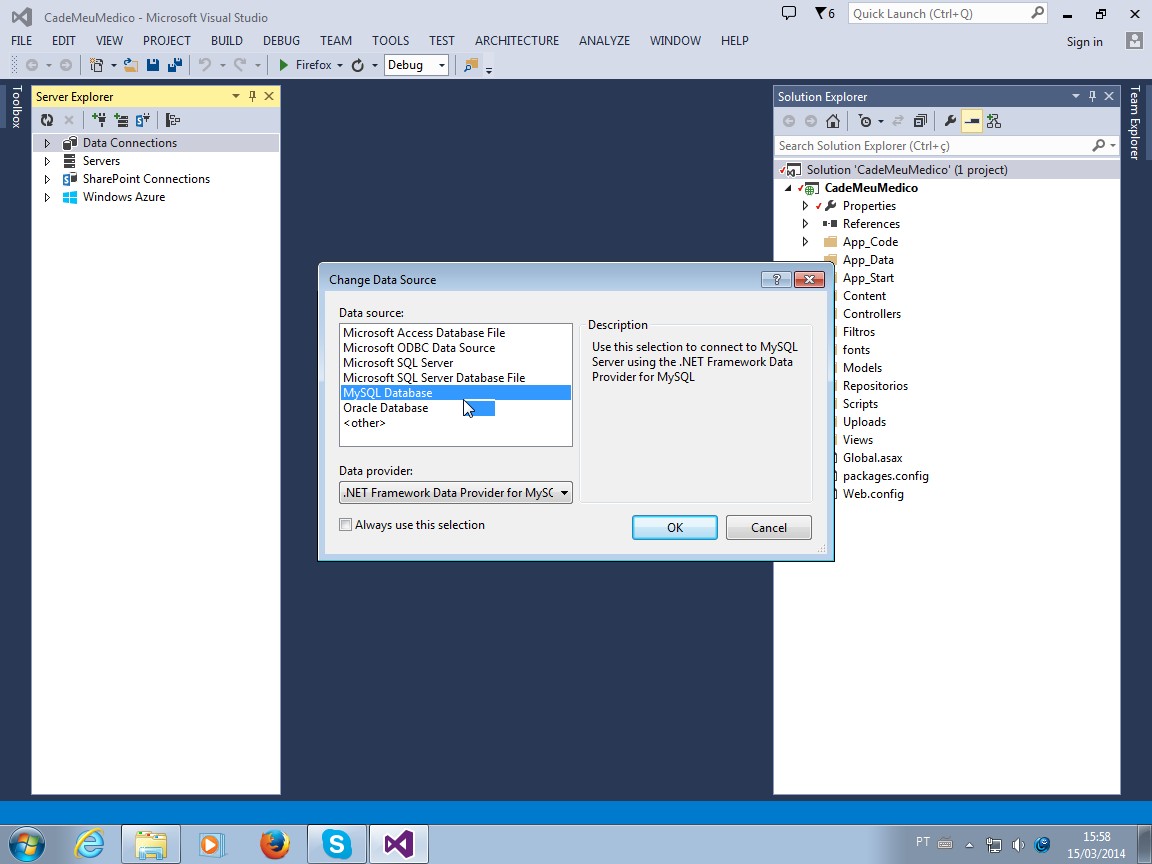 CadeMeuMedico - Microsoft Visual Studio
6
Quick Launch (Ctrl+Q)
FILE EDIT VIEW PROJECT BUILD DEBUG TEAM TOOLS TEST ARCHITECTURE ANALYZE WINDOW HELP
Sign in
Firefox
Debug
Toolbox
Server Explorer
Data Connections
Servers
SharePoint Connections
Windows Azure
Change Data Source
Data source:
Microsoft Access Database File
Microsoft ODBC Data Source
Microsoft SQL Server
Microsoft SQL Server Database File
MySQL Database
Oracle Database
<other>
Data provider:
.NET Framework Data Provider for MySC
Always use this selection
Description
Use this selection to connect to MySQL
Server using the .NET Framework Data
Provider for MySQL
OK
Cancel
Solution Explorer
Search Solution Explorer (Ctrl+ç)
Solution 'CadeMeuMedico' (1 project)
CadeMeuMedico
Properties
References
App_Code
App_Data
App_Start
Content
Controllers
Filtros
fonts
Models
Repositorios
Scripts
Uploads
Views
Global.asax
packages.config
Web.config
Team Explorer
PT
15:58
15/03/2014